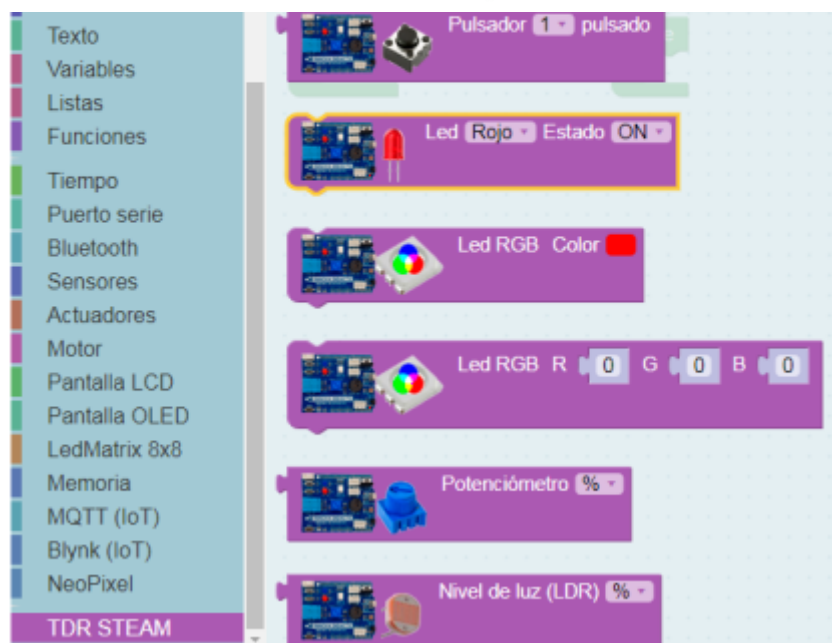 Texto
Variables
Listas
Funciones
Tiempo
Puerto serie
Bluetooth
Sensores
Actuadores
Motor
Pantalla LCD
Pantalla OLED
LedMatrix 8x8
Memoria
MQTT (IoT)
Blynk (IoT)
NeoPixel
TDR STEAM
Pulsador 1 pulsado
Led Rojo Estado ON
Led RGB Color
Led RGB R 0 G 0 B 0
Potenciómetro %
Nivel de luz (LDR) %